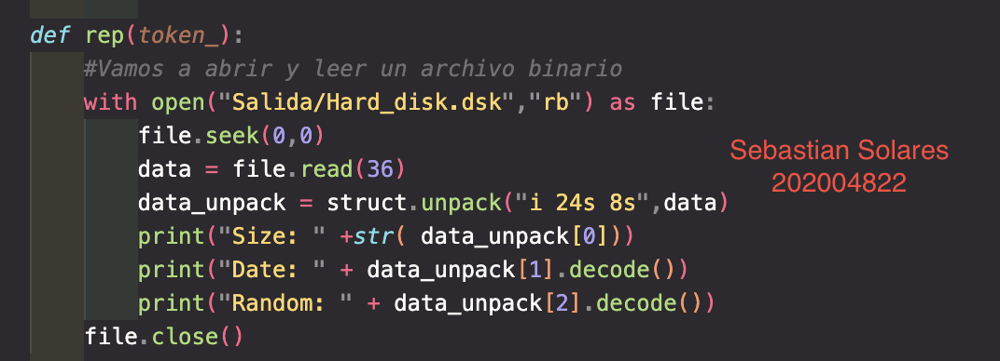 def rep(token_):
#Vamos a abrir y leer un archivo binario
with open("Salida/Hard_disk.dsk","rb") as file:
file.seek(0,0)
data = file.read(36)
data_unpack = struct.unpack("i 24s 8s",data)
print("Size: " +str( data_unpack[0]))
print("Date: " + data_unpack[1].decode())
print("Random: " + data_unpack[2].decode())
file.close()
Sebastian Solares
202004822